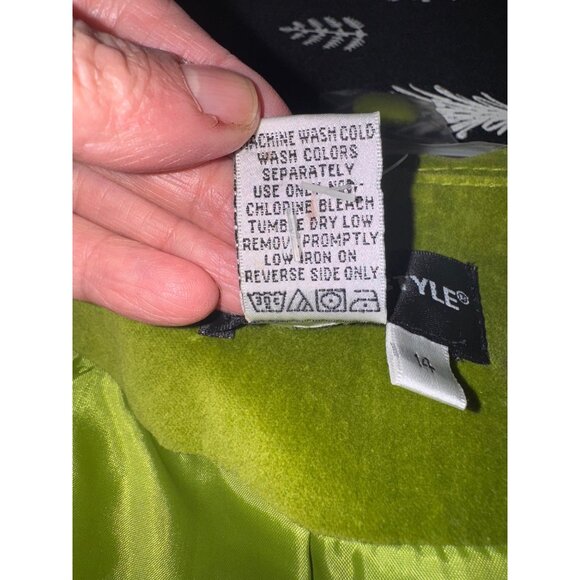 MACHINE WASH COLD
WASH COLORS
SEPARATELY
USE ONLY NON-
CHLORINE BLEACH
TUMBLE DRY LOW
REMOVE PROMPTLY
LOW IRON ON
REVERSE SIDE ONLY
TYLE®
14